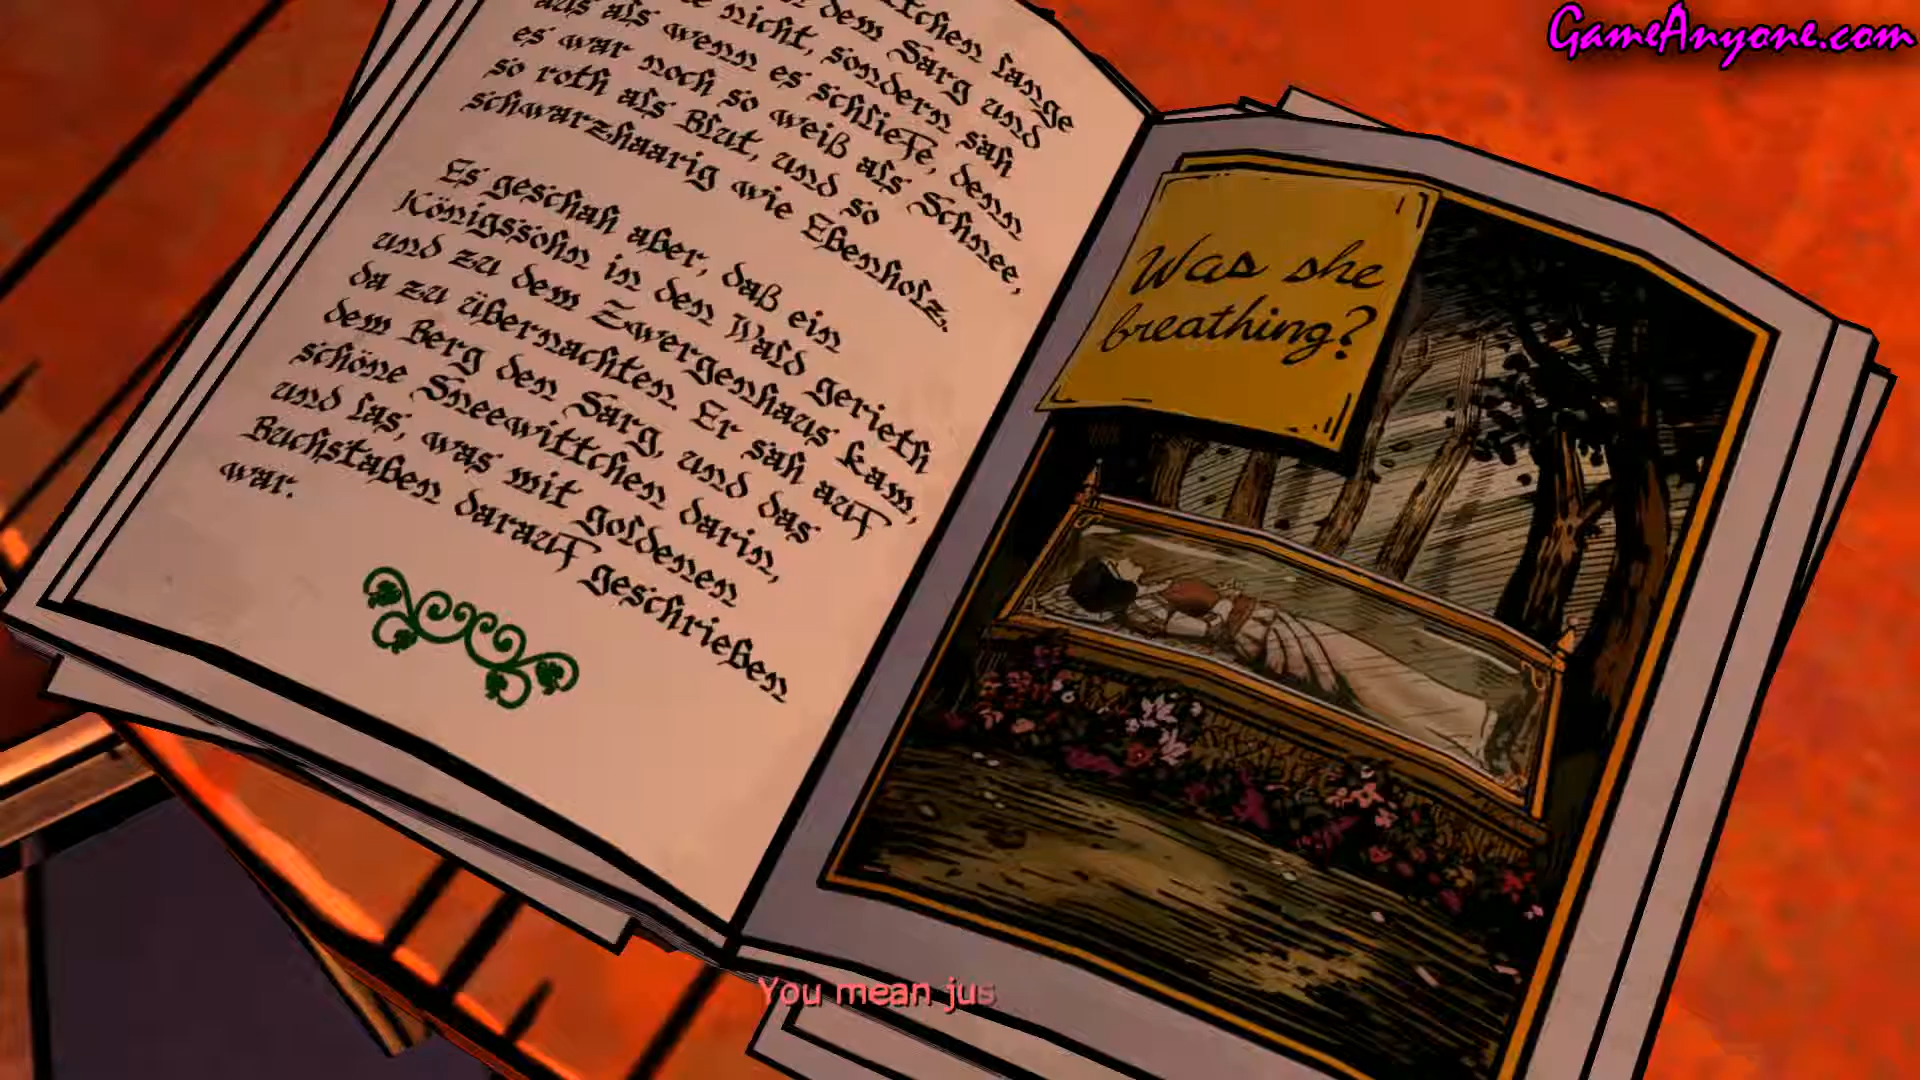 GameAnyone.com
lange
nicht, dem Sarg und
aus als wenn sondern sah
es war noch es schliefe, denn
so roth so weiß als Schnee,
schwarzhaarig als Blut, und so
wie Ebenholz.
Es geschah aber, daß ein
Königssohn in den Wald gerieth
und zu dem Zwergenhaus kam,
da zu übernachten. Er sah auf
dem Berg den Sarg, und das
schöne Sneewittchen darin,
und las, was mit goldenen
Buchstaben darauf geschrieben
war.
Was she
breathing?
You mean jus